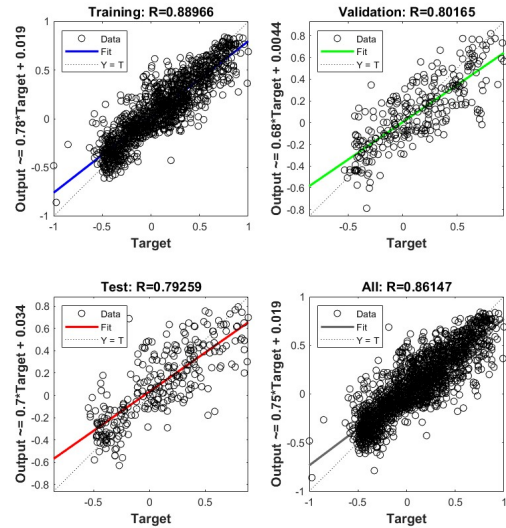 Training: R=0.88966
Output ~= 0.78*Target + 0.019
1
0.5
0
-0.5
-1
Data
Fit
Y = T
-1 -0.5 0 0.5 1
Target
Validation: R=0.80165
Output ~= 0.68*Target + 0.0044
0.8
0.6
0.4
0.2
0
-0.2
-0.4
-0.6
-0.8
Data
Fit
Y = T
-0.5 0 0.5
Target
Test: R=0.79259
Output ~= 0.7*Target + 0.034
0.8
0.6
0.4
0.2
0
-0.2
-0.4
-0.6
-0.8
Data
Fit
Y = T
-0.5 0 0.5
Target
All: R=0.86147
Output ~= 0.75*Target + 0.019
1
0.5
0
-0.5
-1
Data
Fit
Y = T
-1 -0.5 0 0.5 1
Target